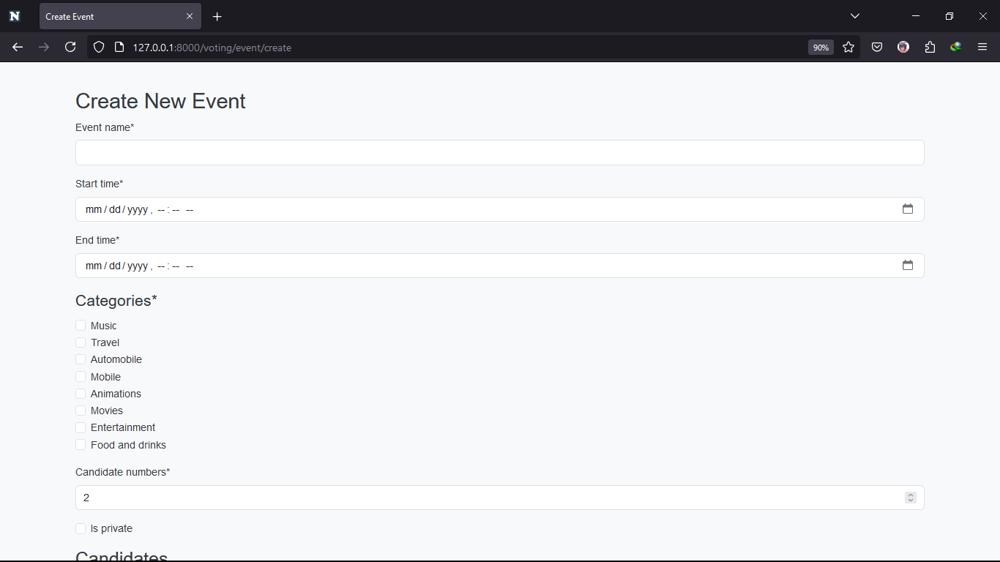 N
Create Event
127.0.0.1:8000/voting/event/create
90%
Create New Event
Event name*
Start time*
mm/dd/yyyy, --:-- --
End time*
mm/dd/yyyy, --:-- --
Categories*
Music
Travel
Automobile
Mobile
Animations
Movies
Entertainment
Food and drinks
Candidate numbers*
2
Is private
Candidates